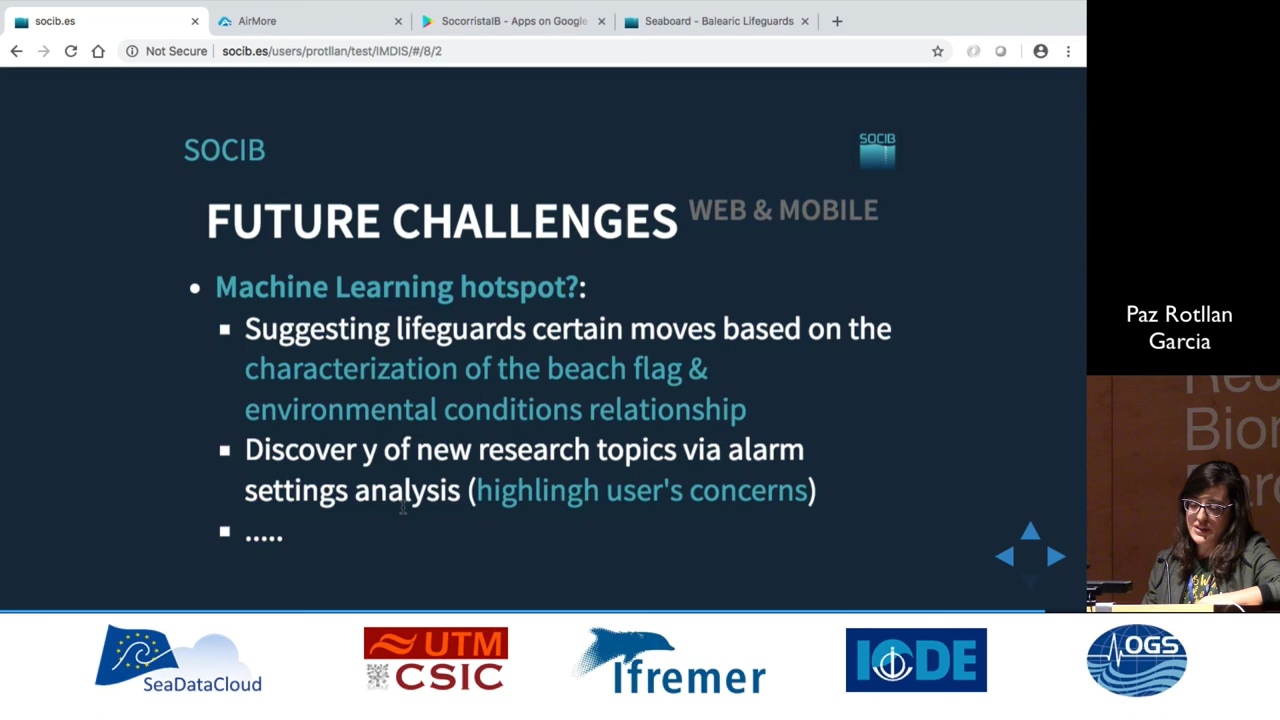 socib.es
AirMore
SocorristaIB - Apps on Google
Seaboard - Balearic Lifeguards
Not Secure
socib.es/users/protllan/test/IMDIS/#/8/2
SOCIB
SOCIB
FUTURE CHALLENGES WEB & MOBILE
Machine Learning hotspot?:
Suggesting lifeguards certain moves based on the
characterization of the beach flag &
environmental conditions relationship
Discover y of new research topics via alarm
settings analysis (highlingh user's concerns)
.....
Paz Rotllan
Garcia
SeaDataCloud
UTM
CSIC
Ifremer
IODE
OGS